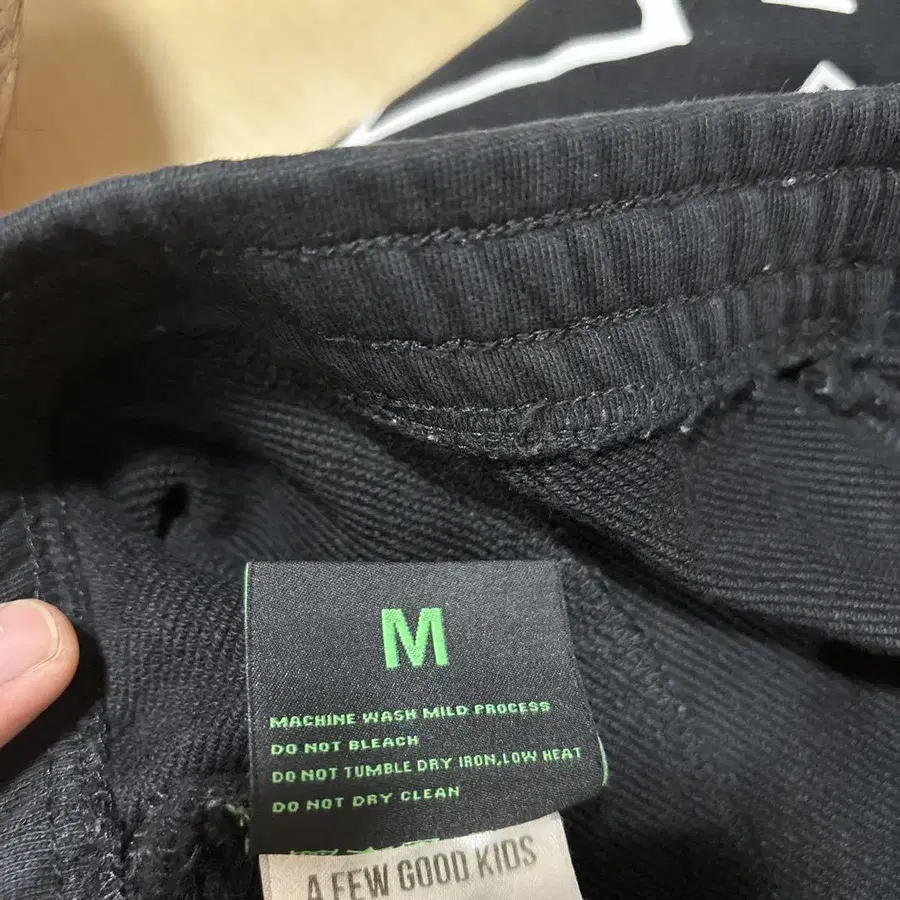 M
MACHINE WASH MILD PROCESS
DO NOT BLEACH
DO NOT TUMBLE DRY IRON,LOW HEAT
DO NOT DRY CLEAN
A FEW GOOD KIDS